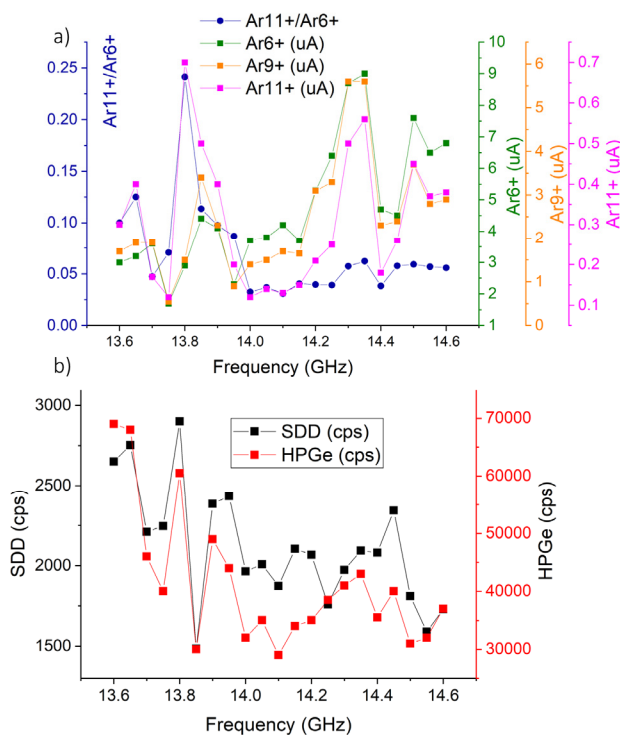 a)
Ar11+/Ar6+
Ar6+ (uA)
Ar9+ (uA)
Ar11+ (uA)
Ar11+/Ar6+
0.25
0.20
0.15
0.10
0.05
0.00
10
9
8
7
6
5
4
3
2
1
Ar6+ (uA)
6
5
4
3
2
1
0
Ar9+ (uA)
0.7
0.6
0.5
0.4
0.3
0.2
0.1
Ar11+ (uA)
13.6 13.8 14.0 14.2 14.4 14.6
Frequency (GHz)
b)
SDD (cps)
HPGe (cps)
3000
2500
2000
1500
SDD (cps)
70000
60000
50000
40000
30000
HPGe (cps)
13.6 13.8 14.0 14.2 14.4 14.6
Frequency (GHz)